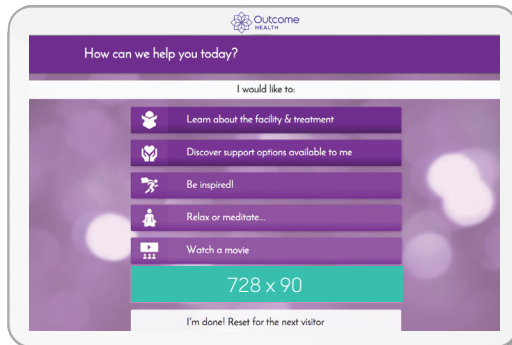 Outcome
HEALTH
How can we help you today?
I would like to:
Learn about the facility & treatment
Discover support options available to me
Be inspired!
Relax or meditate...
Watch a movie
728 x 90
I'm done! Reset for the next visitor